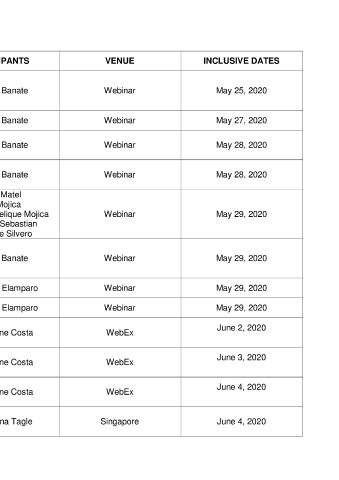 IPANTS VENUE INCLUSIVE DATES
Banate Webinar May 25, 2020
Banate Webinar May 27, 2020
Banate Webinar May 28, 2020
Banate Webinar May 28, 2020
Matel
Mojica
elique Mojica Webinar May 29, 2020
Sebastian
e Silvero
Banate Webinar May 29, 2020
Elamparo Webinar May 29, 2020
Elamparo Webinar May 29, 2020
ne Costa WebEx June 2, 2020
ne Costa WebEx June 3, 2020
ne Costa WebEx June 4, 2020
na Tagle Singapore June 4, 2020